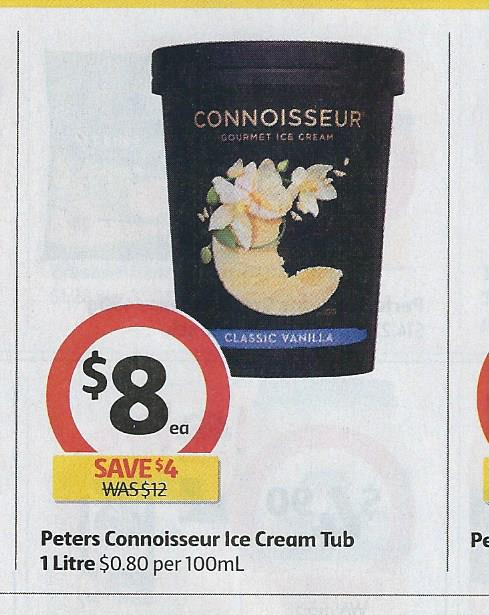 CONNOISSEUR
GOURMET ICE CREAM
CLASSIC VANILLA
$8 ea
SAVE $4
WAS $12
Peters Connoisseur Ice Cream Tub
1 Litre $0.80 per 100mL
Pe